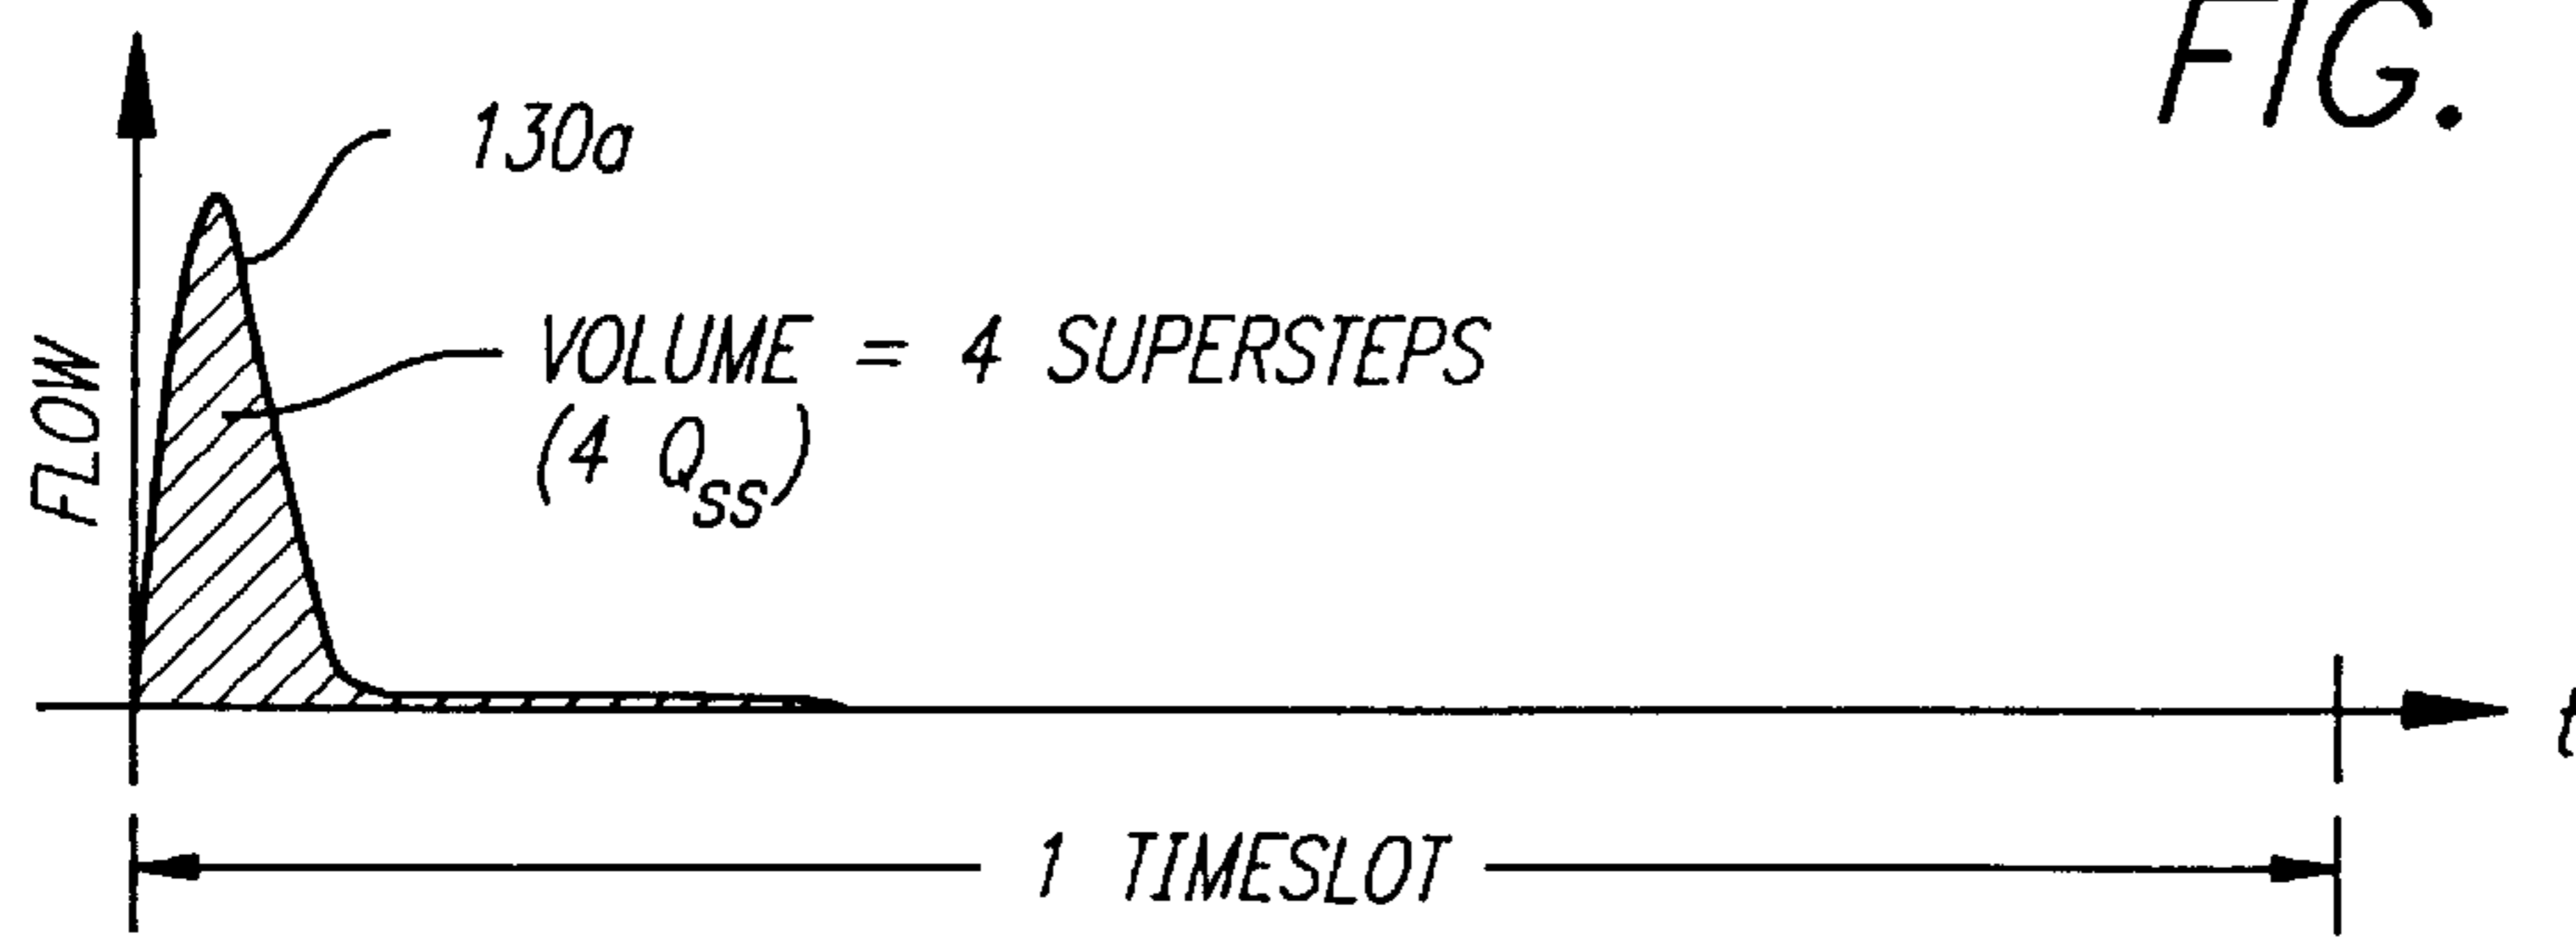 FIG.
130a
VOLUME = 4 SUPERSTEPS
(4 Qss)
FLOW
t
1 TIMESLOT